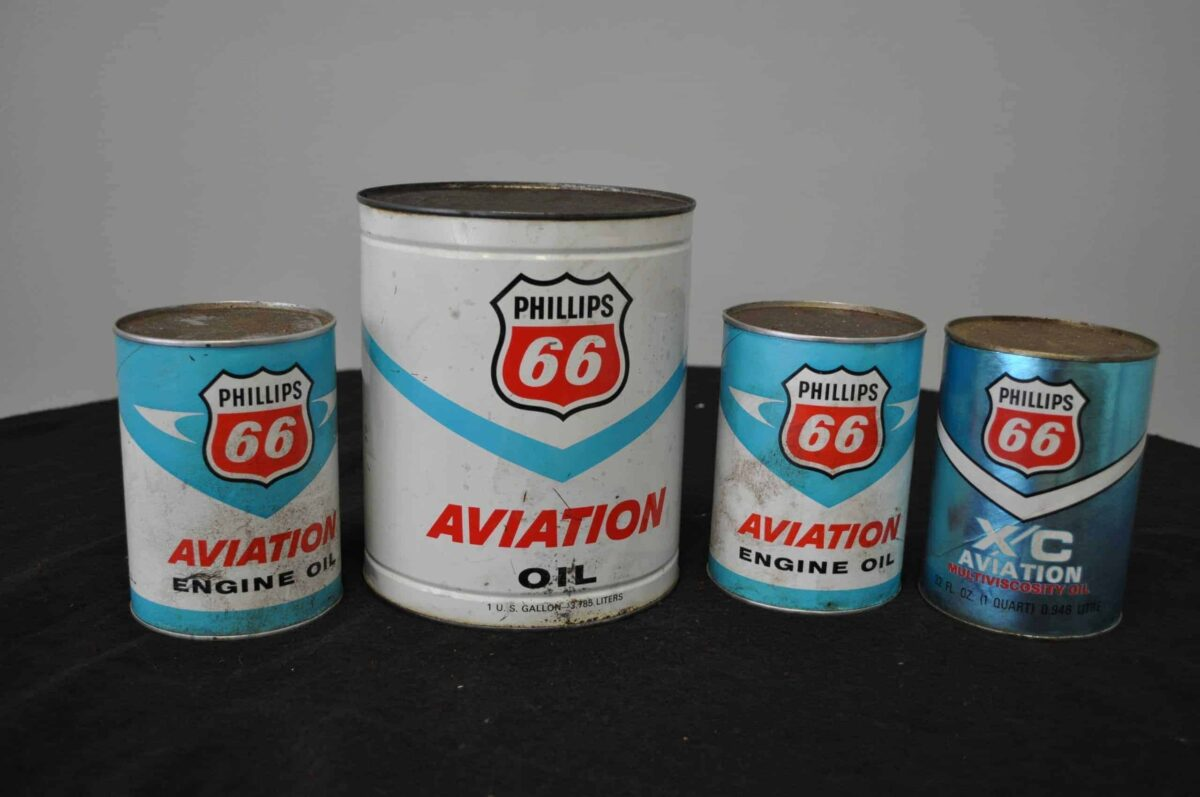 PHILLIPS
66
AVIATION
ENGINE OIL
PHILLIPS
66
AVIATION
OIL
1 U.S. GALLON 3.785 LITERS
PHILLIPS
66
AVIATION
ENGINE OIL
PHILLIPS
66
X/C
AVIATION
MULTIVISCOSITY OIL
32 FL. OZ. (1 QUART) 0.946 LITRE